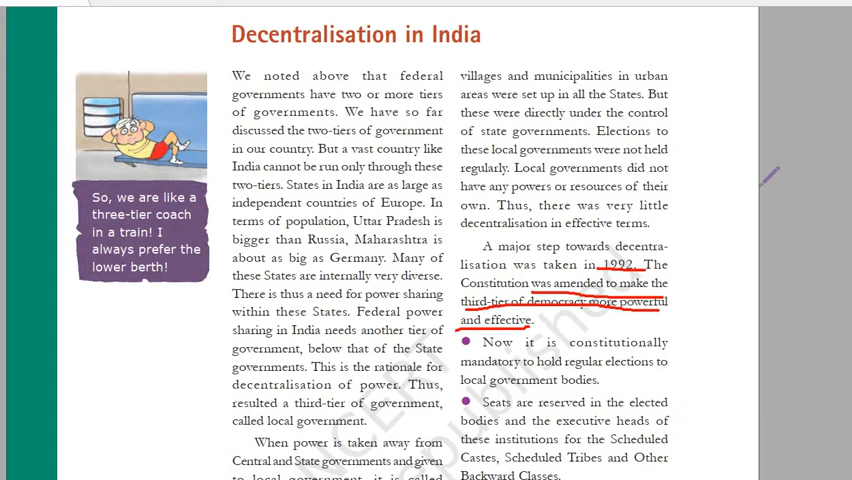 Decentralisation in India
So, we are like a
three-tier coach
in a train! I
always prefer the
lower berth!
We noted above that federal
governments have two or more tiers
of governments. We have so far
discussed the two-tiers of government
in our country. But a vast country like
India cannot be run only through these
two-tiers. States in India are as large as
independent countries of Europe. In
terms of population, Uttar Pradesh is
bigger than Russia, Maharashtra is
about as big as Germany. Many of
these States are internally very diverse.
There is thus a need for power sharing
within these States. Federal power
sharing in India needs another tier of
government, below that of the State
governments. This is the rationale for
decentralisation of power. Thus,
resulted a third-tier of government,
called local government.
When power is taken away from
Central and State governments and given
to local government, it is called
villages and municipalities in urban
areas were set up in all the States. But
these were directly under the control
of state governments. Elections to
these local governments were not held
regularly. Local governments did not
have any powers or resources of their
own. Thus, there was very little
decentralisation in effective terms.
A major step towards decentra-
lisation was taken in 1992. The
Constitution was amended to make the
third-tier of democracy more powerful
and effective.
● Now it is constitutionally
mandatory to hold regular elections to
local government bodies.
● Seats are reserved in the elected
bodies and the executive heads of
these institutions for the Scheduled
Castes, Scheduled Tribes and Other
Backward Classes.
NCERT
republished